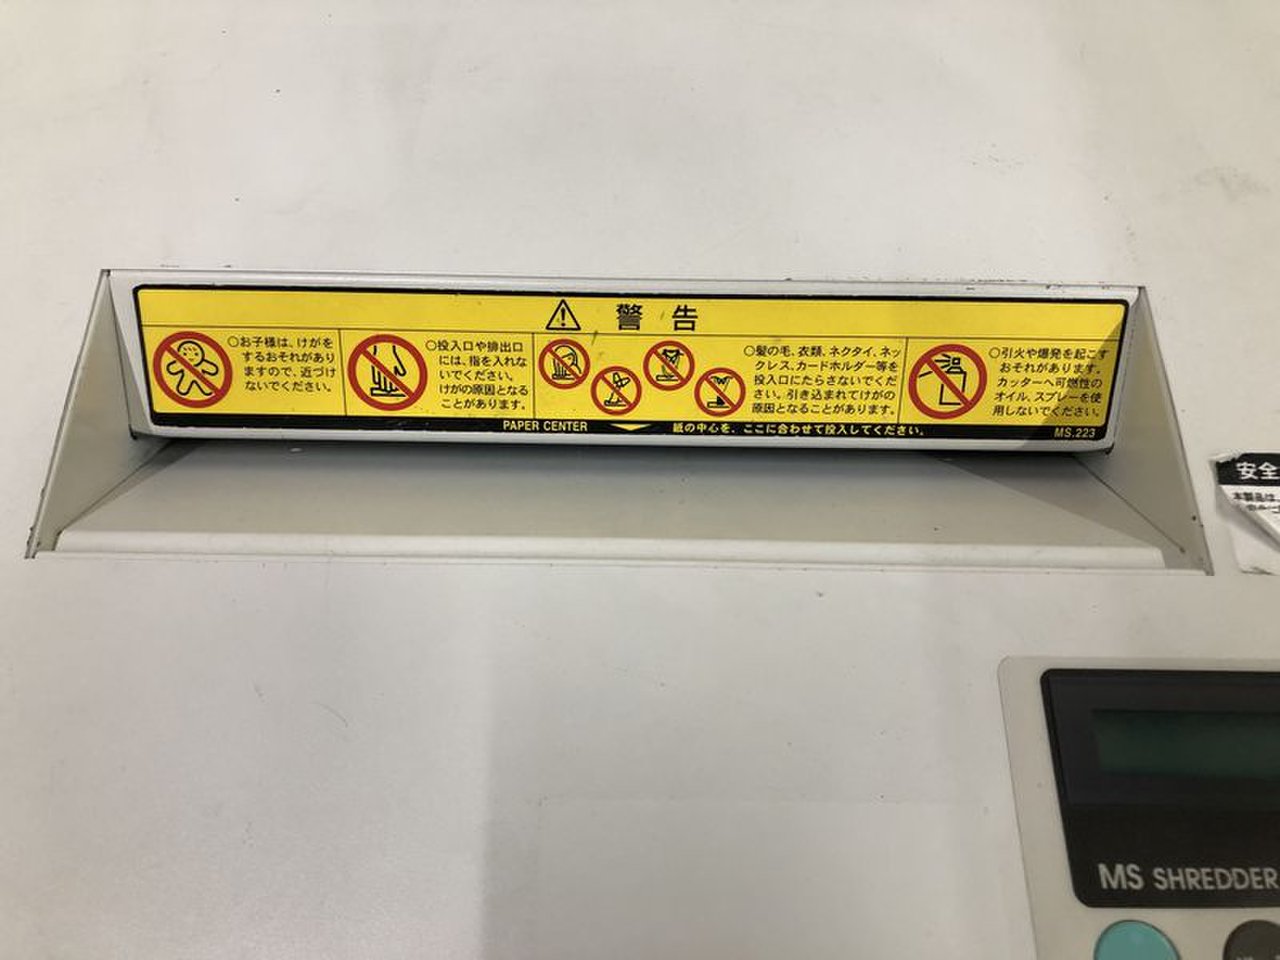 警告
○お子様は、けがを
するおそれがあり
ますので、近づけ
ないでください。
○投入口や排出口
には、指を入れな
いでください。
けがの原因となる
ことがあります。
○髪の毛、衣類、ネクタイ、ネッ
クレス、カードホルダー等を
投入口にたらさないでくだ
さい。引き込まれてけがの
原因となることがあります。
○引火や爆発を起こす
おそれがあります。
カッターへ可燃性の
オイル、スプレーを使
用しないでください。
PAPER CENTER 紙の中心を、ここに合わせて投入してください。 MS.223
安全
本製品は、
MS SHREDDER